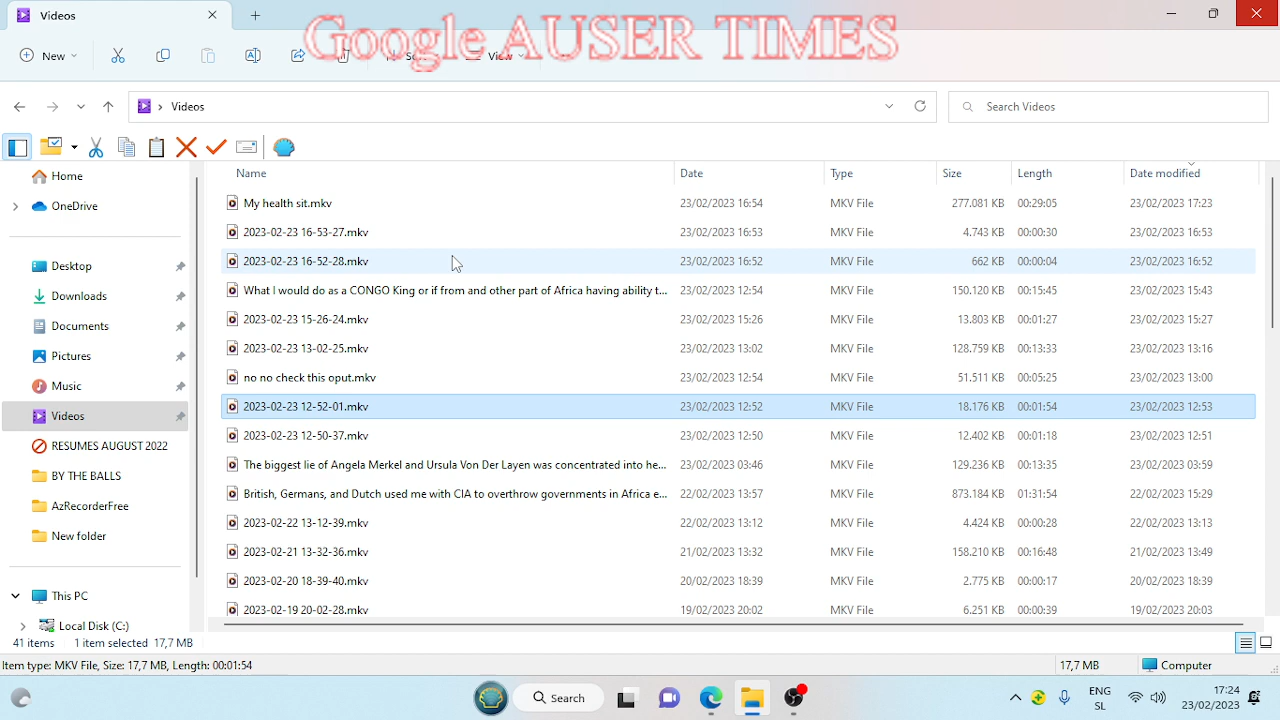 Videos
Google AUSER TIMES
New
View
Videos
Search Videos
Name Date Type Size Length Date modified
Home
OneDrive
Desktop
Downloads
Documents
Pictures
Music
Videos
RESUMES AUGUST 2022
BY THE BALLS
AzRecorderFree
New folder
This PC
Local Disk (C:)
My health sit.mkv 23/02/2023 16:54 MKV File 277.081 KB 00:29:05 23/02/2023 17:23
2023-02-23 16-53-27.mkv 23/02/2023 16:53 MKV File 4.743 KB 00:00:30 23/02/2023 16:53
2023-02-23 16-52-28.mkv 23/02/2023 16:52 MKV File 662 KB 00:00:04 23/02/2023 16:52
What I would do as a CONGO King or if from and other part of Africa having ability t... 23/02/2023 12:54 MKV File 150.120 KB 00:15:45 23/02/2023 15:43
2023-02-23 15-26-24.mkv 23/02/2023 15:26 MKV File 13.803 KB 00:01:27 23/02/2023 15:27
2023-02-23 13-02-25.mkv 23/02/2023 13:02 MKV File 128.759 KB 00:13:33 23/02/2023 13:16
no no check this oput.mkv 23/02/2023 12:54 MKV File 51.511 KB 00:05:25 23/02/2023 13:00
2023-02-23 12-52-01.mkv 23/02/2023 12:52 MKV File 18.176 KB 00:01:54 23/02/2023 12:53
2023-02-23 12-50-37.mkv 23/02/2023 12:50 MKV File 12.402 KB 00:01:18 23/02/2023 12:51
The biggest lie of Angela Merkel and Ursula Von Der Layen was concentrated into he... 23/02/2023 03:46 MKV File 129.236 KB 00:13:35 23/02/2023 03:59
British, Germans, and Dutch used me with CIA to overthrow governments in Africa e... 22/02/2023 13:57 MKV File 873.184 KB 01:31:54 22/02/2023 15:29
2023-02-22 13-12-39.mkv 22/02/2023 13:12 MKV File 4.424 KB 00:00:28 22/02/2023 13:13
2023-02-21 13-32-36.mkv 21/02/2023 13:32 MKV File 158.210 KB 00:16:48 21/02/2023 13:49
2023-02-20 18-39-40.mkv 20/02/2023 18:39 MKV File 2.775 KB 00:00:17 20/02/2023 18:39
2023-02-19 20-02-28.mkv 19/02/2023 20:02 MKV File 6.251 KB 00:00:39 19/02/2023 20:03
41 items 1 item selected 17,7 MB
Item type: MKV File, Size: 17,7 MB, Length: 00:01:54 17,7 MB Computer
Search
ENG
SL
17:24
23/02/2023